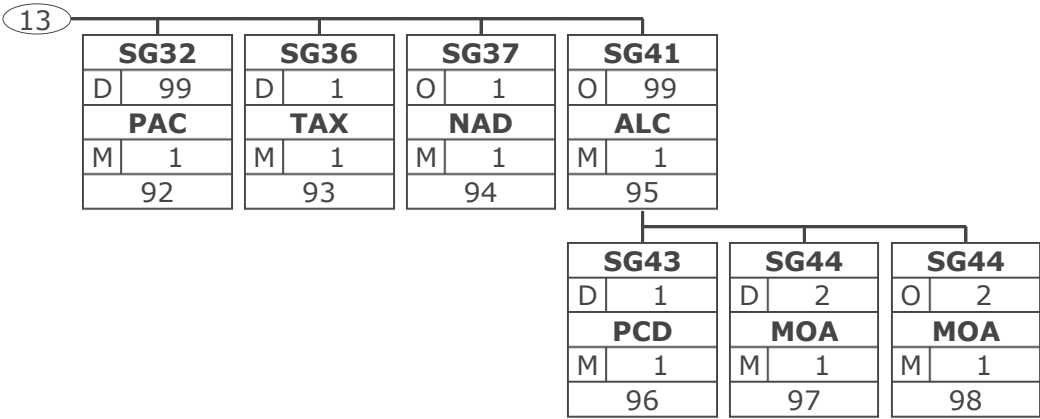 13
SG32 SG36 SG37 SG41
D 99 D 1 O 1 O 99
PAC TAX NAD ALC
M 1 M 1 M 1 M 1
92 93 94 95
SG43 SG44 SG44
D 1 D 2 O 2
PCD MOA MOA
M 1 M 1 M 1
96 97 98